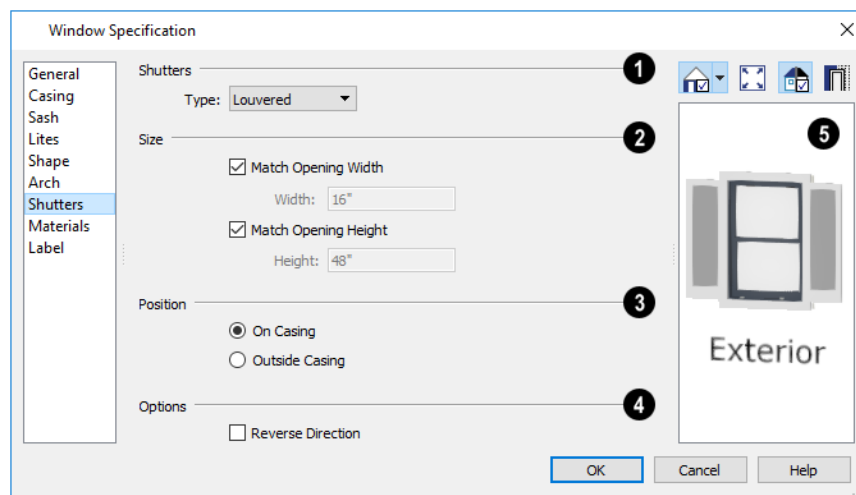 Window Specification
General
Casing
Sash
Lites
Shape
Arch
Shutters
Materials
Label
Shutters 1
Type: Louvered
Size 2
Match Opening Width
Width: 16"
Match Opening Height
Height: 48"
Position 3
On Casing
Outside Casing
Options 4
Reverse Direction
5
Exterior
OK Cancel Help